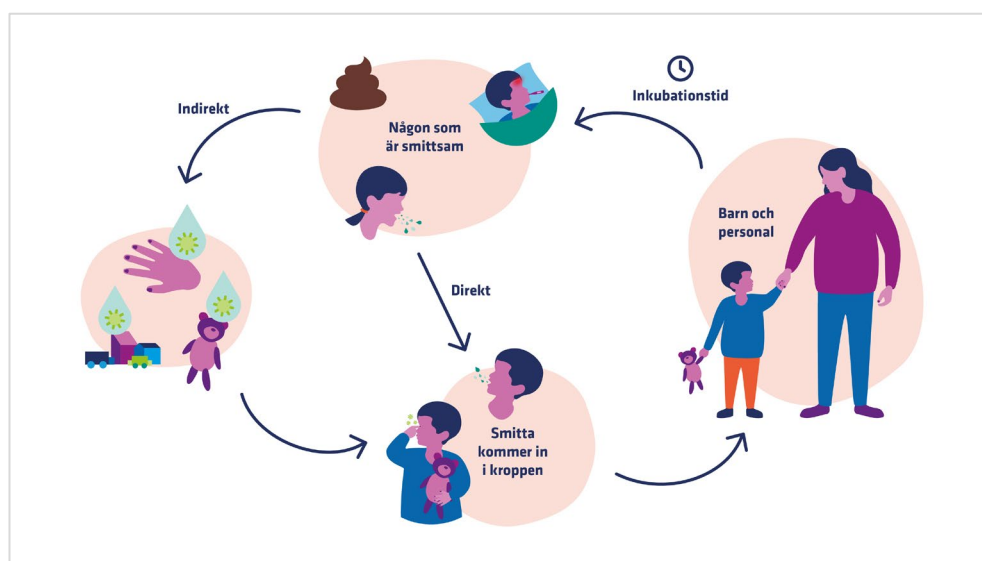 Inkubationstid
Indirekt
Någon som
är smittsam
Barn och
personal
Direkt
Smitta
kommer in
i kroppen